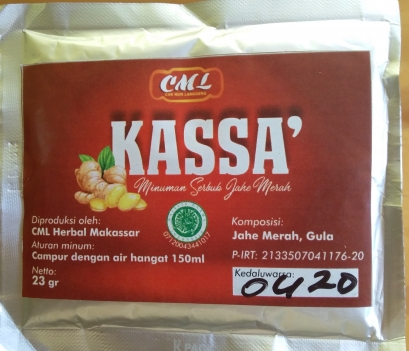 CML
KASSA'
Minuman Serbuk Jahe Merah
Diproduksi oleh:
CML Herbal Makassar
Aturan minum:
Campur dengan air hangat 150ml
Netto:
23 gr
Komposisi:
Jahe Merah, Gula
P-IRT: 2133507041176-20
Kedaluwarsa:
04 20